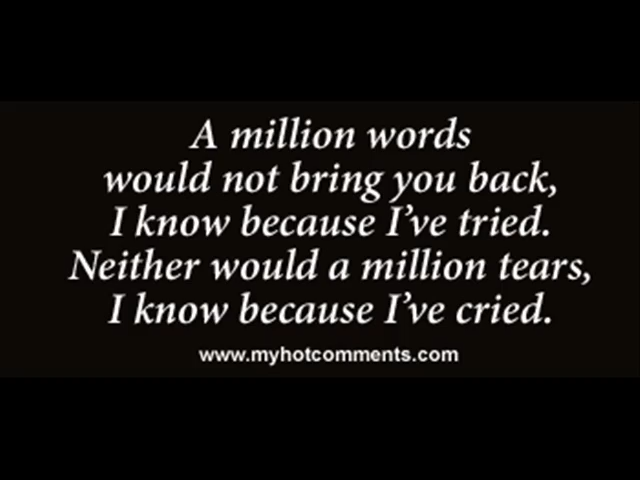 A million words
would not bring you back,
I know because I've tried.
Neither would a million tears,
I know because I've cried.
www.myhotcomments.com